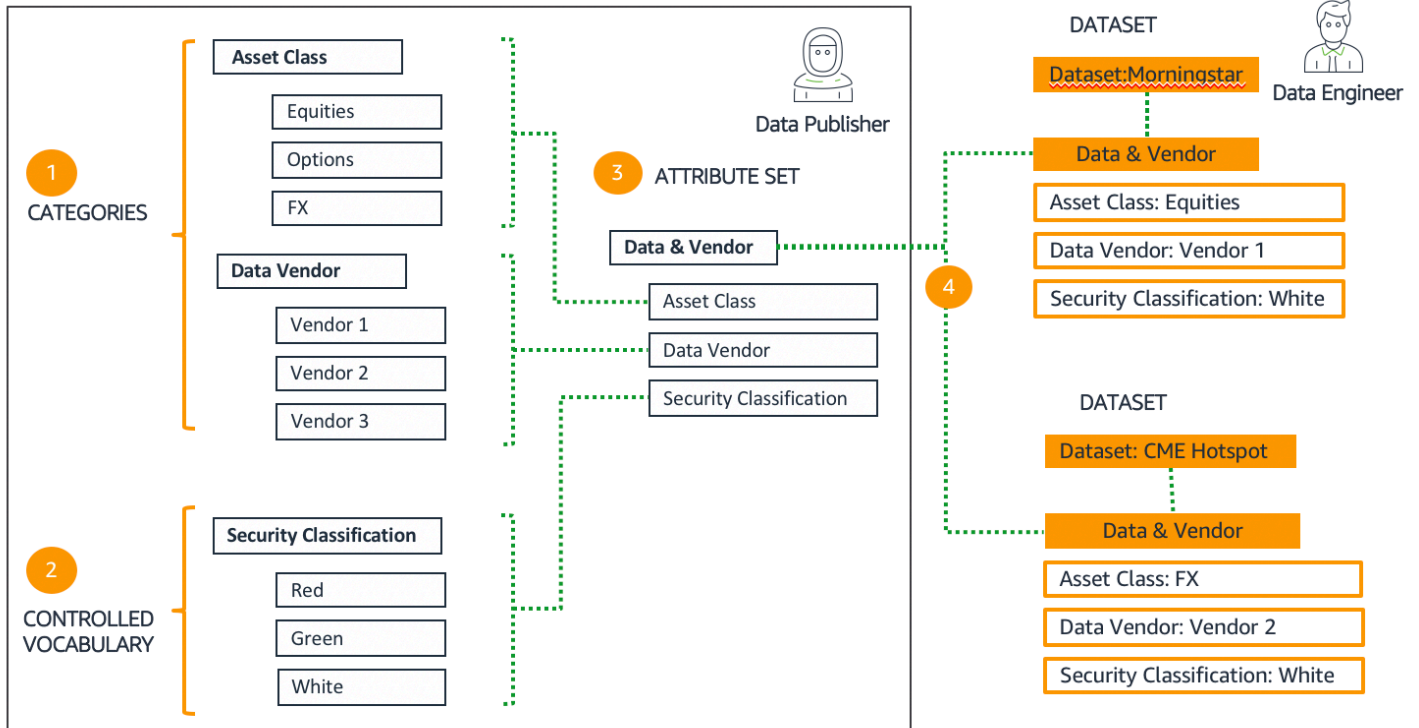 1
CATEGORIES
Asset Class
Equities
Options
FX
Data Vendor
Vendor 1
Vendor 2
Vendor 3
2
CONTROLLED
VOCABULARY
Security Classification
Red
Green
White
Data Publisher
3
ATTRIBUTE SET
Data & Vendor
Asset Class
Data Vendor
Security Classification
4
DATASET
Data Engineer
Dataset:Morningstar
Data & Vendor
Asset Class: Equities
Data Vendor: Vendor 1
Security Classification: White
DATASET
Dataset: CME Hotspot
Data & Vendor
Asset Class: FX
Data Vendor: Vendor 2
Security Classification: White